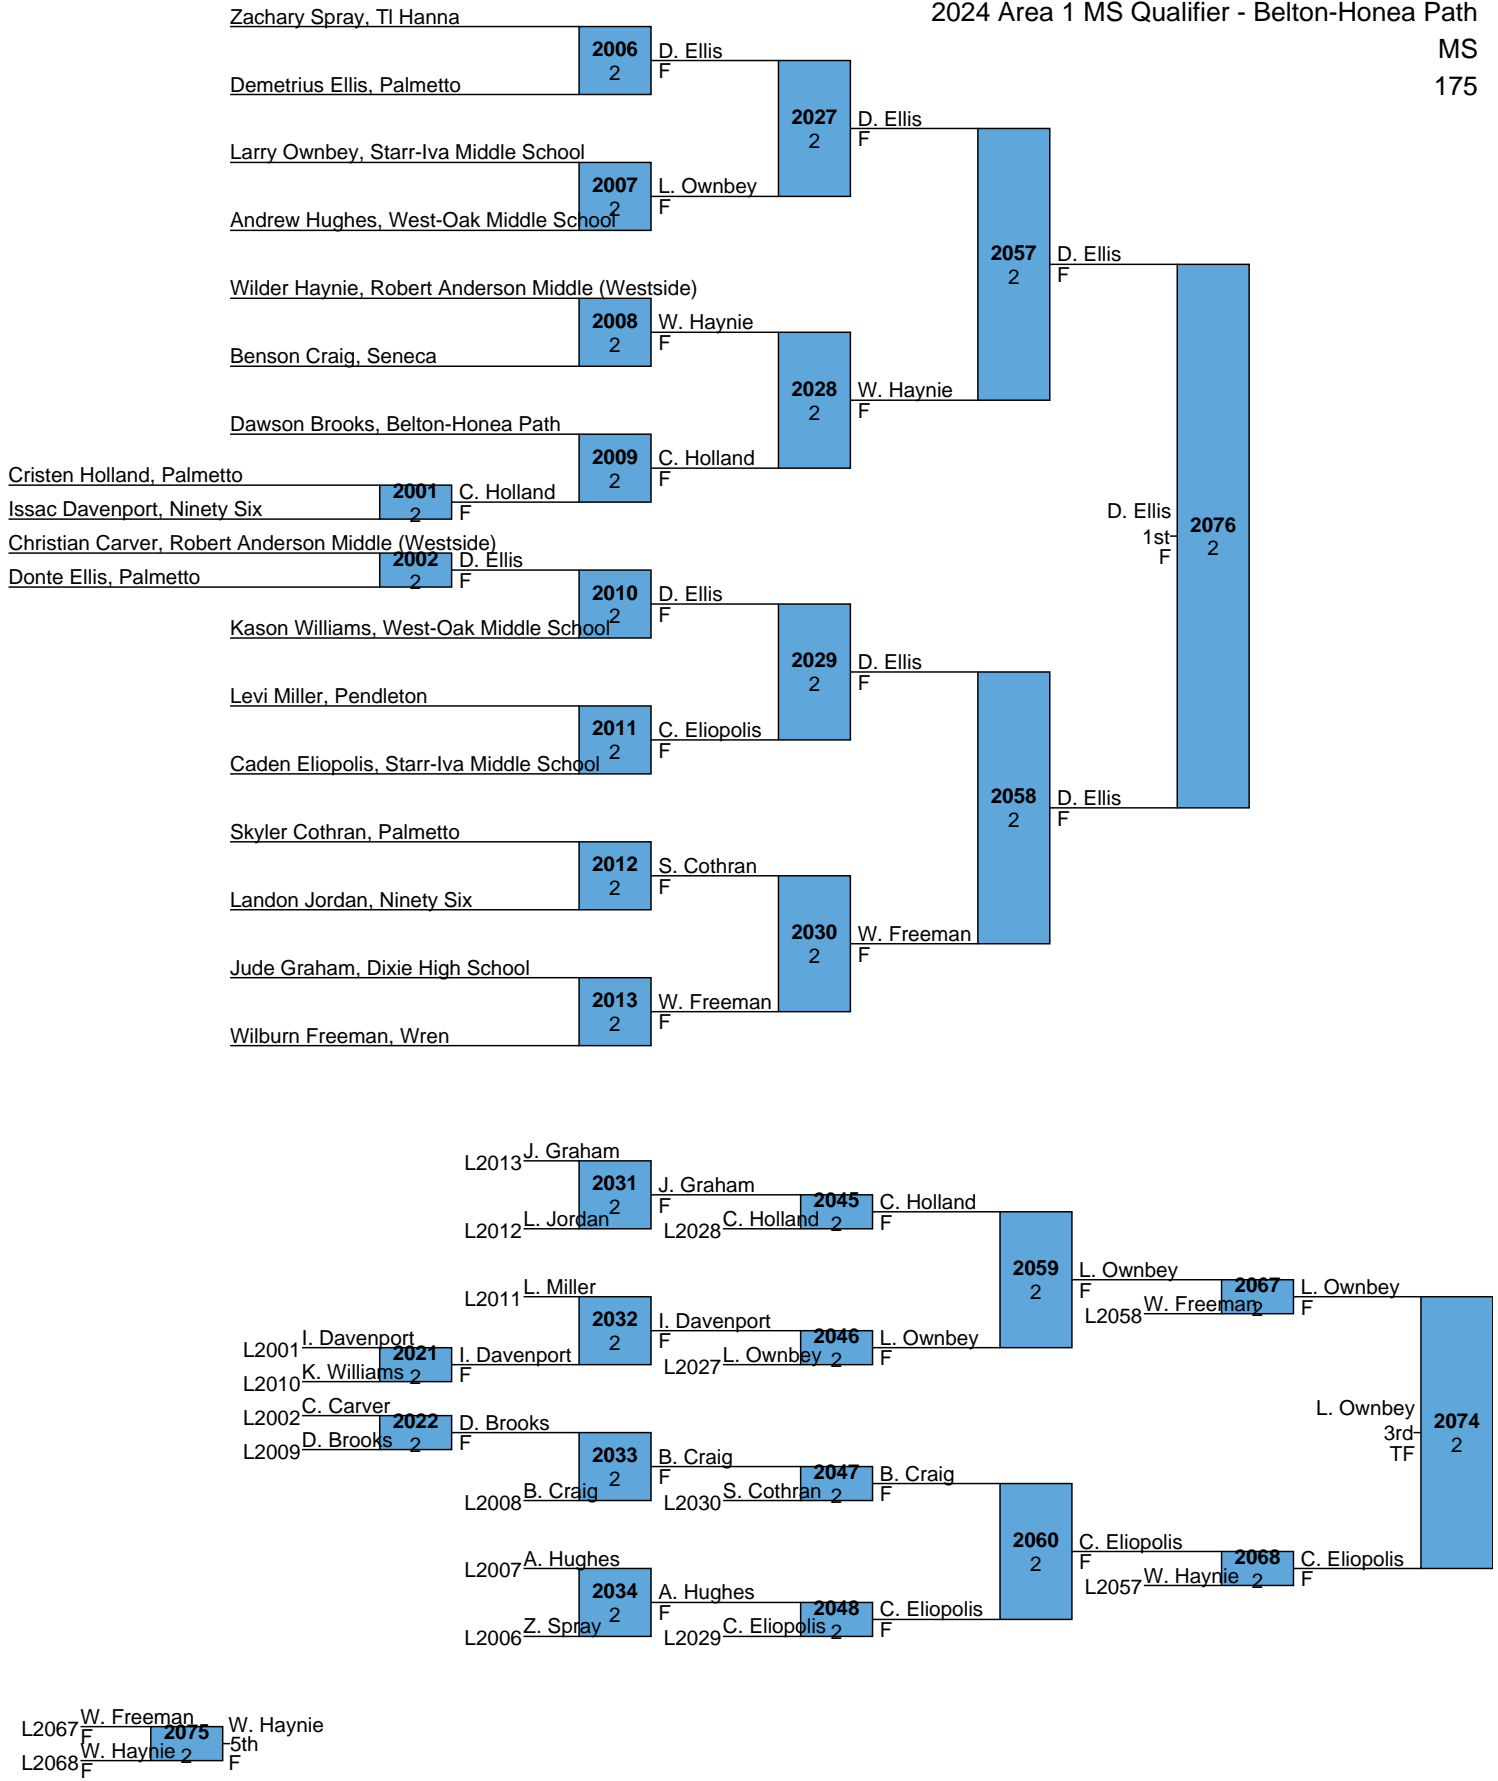 2024 Area 1 MS Qualifier - Belton-Honea Path
MS
175
Zachary Spray, Tl Hanna
2006
2
D. Ellis
F
Demetrius Ellis, Palmetto
2027
2
D. Ellis
F
Larry Ownbey, Starr-Iva Middle School
2007
2
L. Ownbey
F
Andrew Hughes, West-Oak Middle School
2057
2
D. Ellis
F
Wilder Haynie, Robert Anderson Middle (Westside)
2008
2
W. Haynie
F
Benson Craig, Seneca
2028
2
W. Haynie
F
Dawson Brooks, Belton-Honea Path
2009
2
C. Holland
F
Cristen Holland, Palmetto
2001
2
C. Holland
F
Issac Davenport, Ninety Six
D. Ellis
1st
F
2076
2
Christian Carver, Robert Anderson Middle (Westside)
2002
2
D. Ellis
F
Donte Ellis, Palmetto
2010
2
D. Ellis
F
Kason Williams, West-Oak Middle School
2029
2
D. Ellis
F
Levi Miller, Pendleton
2011
2
C. Eliopolis
F
Caden Eliopolis, Starr-Iva Middle School
2058
2
D. Ellis
F
Skyler Cothran, Palmetto
2012
2
S. Cothran
F
Landon Jordan, Ninety Six
2030
2
W. Freeman
F
Jude Graham, Dixie High School
2013
2
W. Freeman
F
Wilburn Freeman, Wren
L2013
J. Graham
2031
2
J. Graham
F
L2012
L. Jordan
2045
2
C. Holland
F
L2028
C. Holland
2059
2
L. Ownbey
F
L2011
L. Miller
2032
2
I. Davenport
F
2067
2
L. Ownbey
F
L2058
W. Freeman
L2001
I. Davenport
2021
2
I. Davenport
F
L2010
K. Williams
2046
2
L. Ownbey
F
L2027
L. Ownbey
L2002
C. Carver
2022
2
D. Brooks
F
L2009
D. Brooks
L. Ownbey
3rd
TF
2074
2
2033
2
B. Craig
F
L2008
B. Craig
2047
2
B. Craig
F
L2030
S. Cothran
2060
2
C. Eliopolis
F
L2007
A. Hughes
2034
2
A. Hughes
F
L2006
Z. Spray
2048
2
C. Eliopolis
F
L2029
C. Eliopolis
2068
2
C. Eliopolis
F
L2057
W. Haynie
L2067
W. Freeman
F
2075
2
W. Haynie
5th
F
L2068
W. Haynie
F